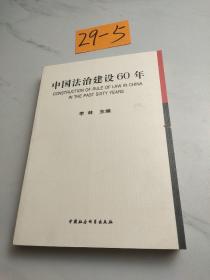 29-5
中国法治建设60年
CONSTRUCTION OF RULE OF LAW IN CHINA
IN THE PAST SIXTY YEARS
李林 主编
中国社会科学出版社